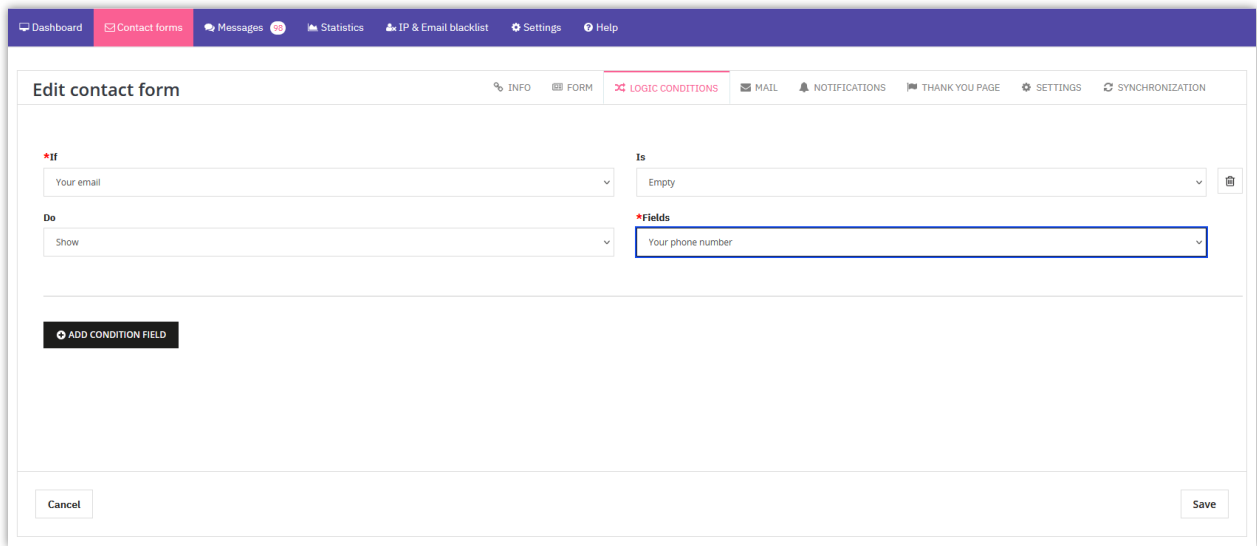 Dashboard Contact forms Messages 98 Statistics IP & Email blacklist Settings Help
Edit contact form INFO FORM LOGIC CONDITIONS MAIL NOTIFICATIONS THANK YOU PAGE SETTINGS SYNCHRONIZATION
*If Is
Your email Empty
Do *Fields
Show Your phone number
ADD CONDITION FIELD
Cancel Save